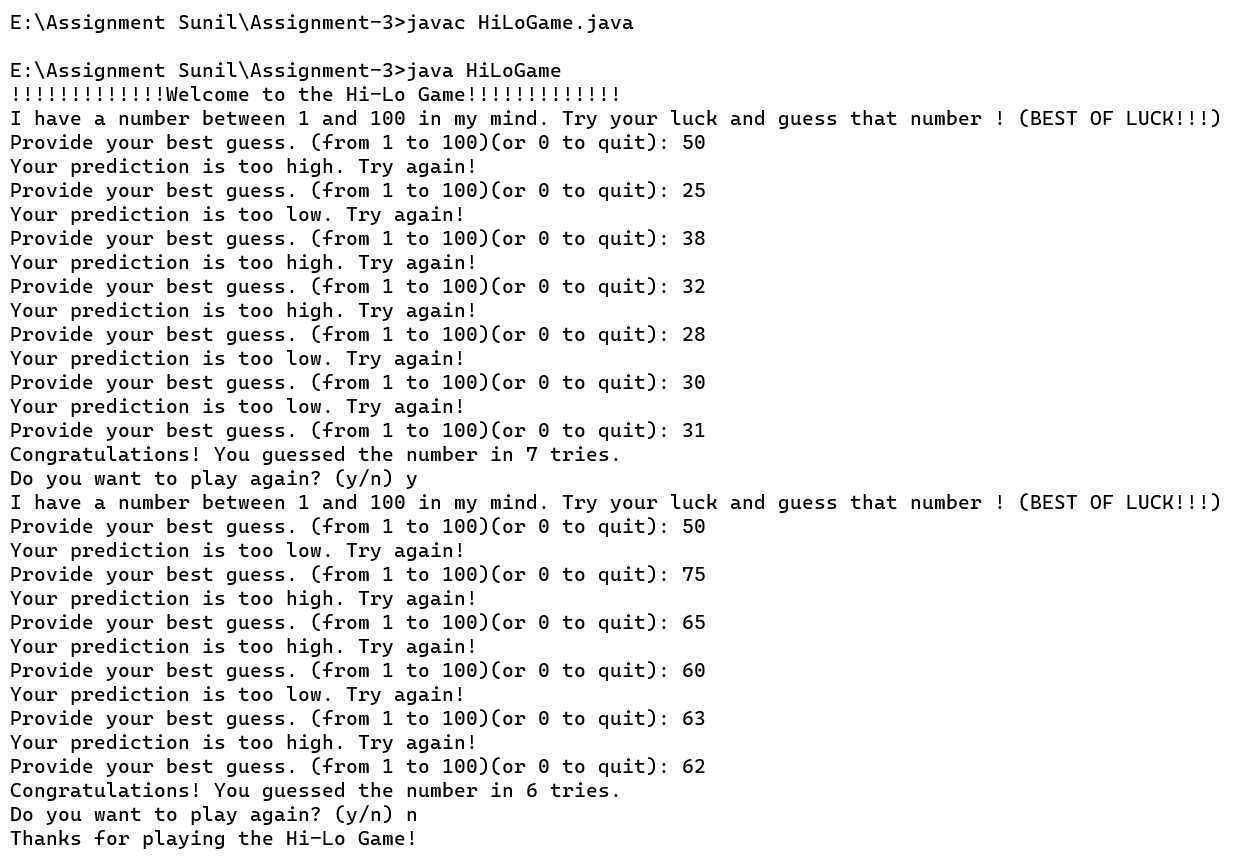 E:\Assignment Sunil\Assignment-3>javac HiLoGame.java
E:\Assignment Sunil\Assignment-3>java HiLoGame
!!!!!!!!!!!!!Welcome to the Hi-Lo Game!!!!!!!!!!!!!
I have a number between 1 and 100 in my mind. Try your luck and guess that number ! (BEST OF LUCK!!!)
Provide your best guess. (from 1 to 100)(or 0 to quit): 50
Your prediction is too high. Try again!
Provide your best guess. (from 1 to 100)(or 0 to quit): 25
Your prediction is too low. Try again!
Provide your best guess. (from 1 to 100)(or 0 to quit): 38
Your prediction is too high. Try again!
Provide your best guess. (from 1 to 100)(or 0 to quit): 32
Your prediction is too high. Try again!
Provide your best guess. (from 1 to 100)(or 0 to quit): 28
Your prediction is too low. Try again!
Provide your best guess. (from 1 to 100)(or 0 to quit): 30
Your prediction is too low. Try again!
Provide your best guess. (from 1 to 100)(or 0 to quit): 31
Congratulations! You guessed the number in 7 tries.
Do you want to play again? (y/n) y
I have a number between 1 and 100 in my mind. Try your luck and guess that number ! (BEST OF LUCK!!!)
Provide your best guess. (from 1 to 100)(or 0 to quit): 50
Your prediction is too low. Try again!
Provide your best guess. (from 1 to 100)(or 0 to quit): 75
Your prediction is too high. Try again!
Provide your best guess. (from 1 to 100)(or 0 to quit): 65
Your prediction is too high. Try again!
Provide your best guess. (from 1 to 100)(or 0 to quit): 60
Your prediction is too low. Try again!
Provide your best guess. (from 1 to 100)(or 0 to quit): 63
Your prediction is too high. Try again!
Provide your best guess. (from 1 to 100)(or 0 to quit): 62
Congratulations! You guessed the number in 6 tries.
Do you want to play again? (y/n) n
Thanks for playing the Hi-Lo Game!